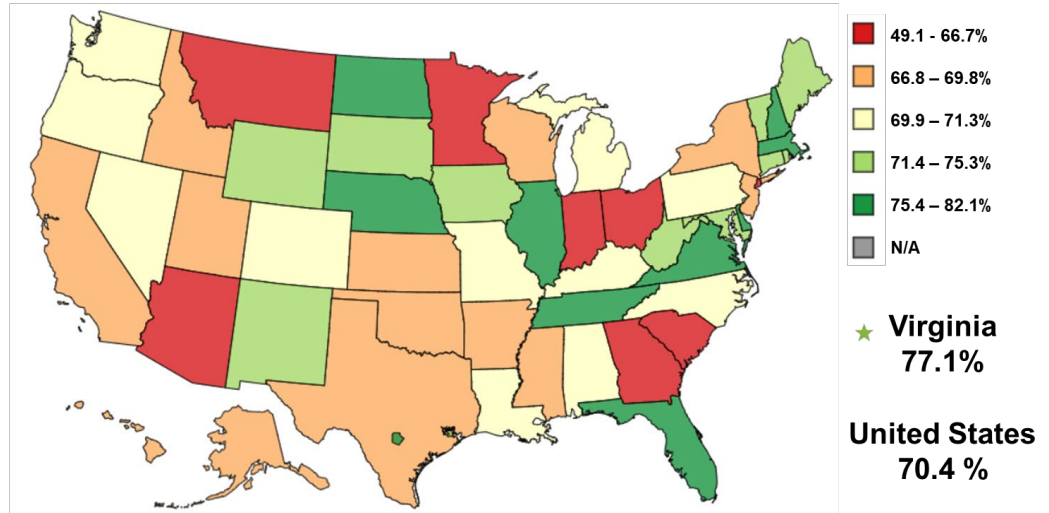 49.1 - 66.7%
66.8 – 69.8%
69.9 – 71.3%
71.4 – 75.3%
75.4 – 82.1%
N/A
Virginia
77.1%
United States
70.4 %